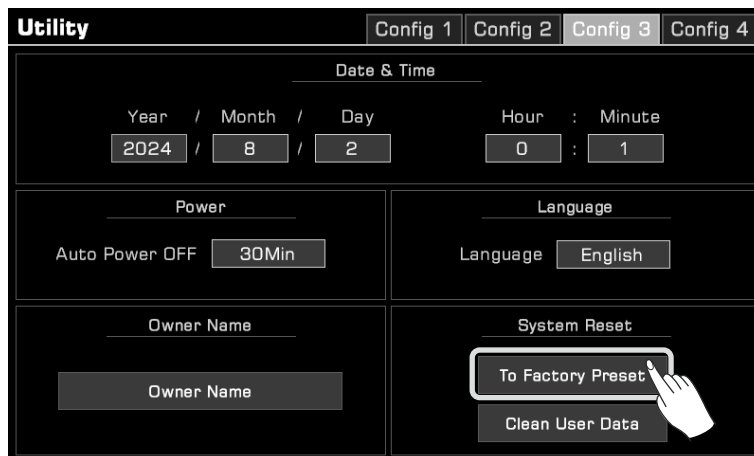 Utility Config 1 Config 2 Config 3 Config 4
Date & Time
Year / Month / Day Hour : Minute
2024 / 8 / 2 0 : 1
Power
Auto Power OFF 30Min
Language
Language English
Owner Name
Owner Name
System Reset
To Factory Preset
Clean User Data